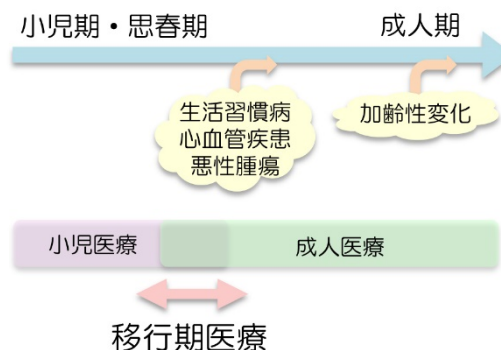 小児期・思春期
成人期
生活習慣病
心血管疾患
悪性腫瘍
加齢性変化
小児医療
成人医療
移行期医療